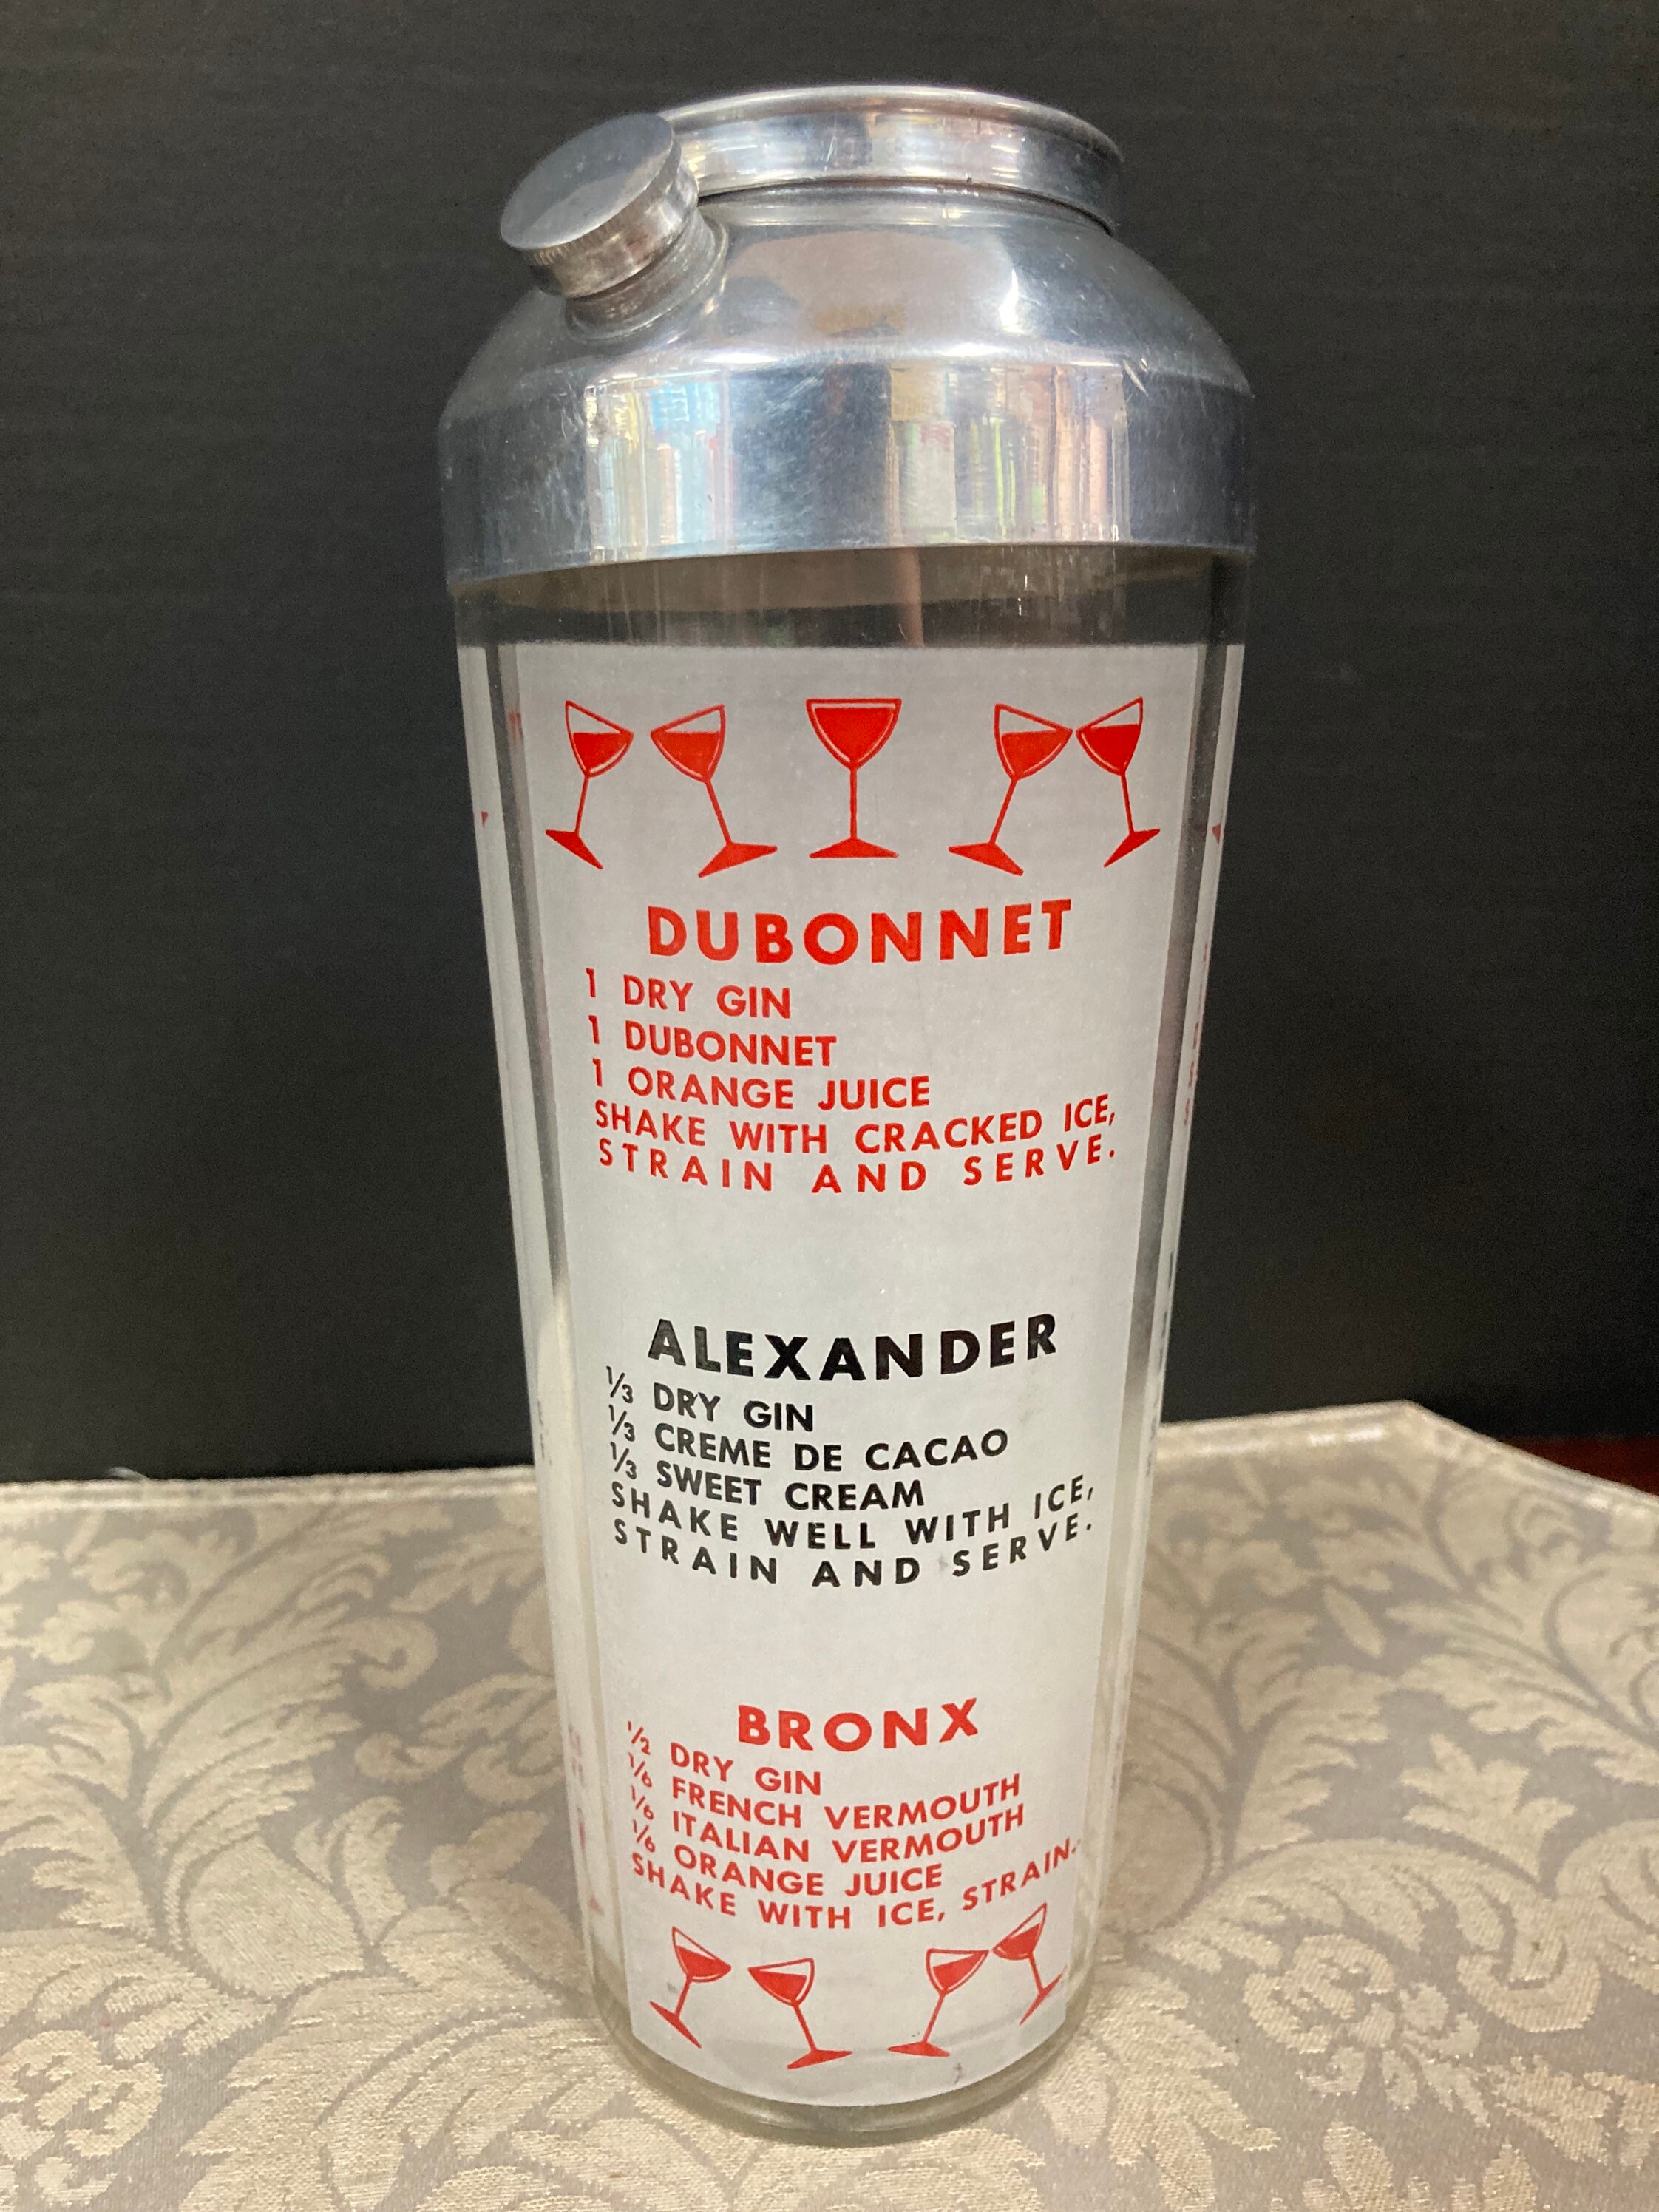 DUBONNET
1 DRY GIN
1 DUBONNET
1 ORANGE JUICE
SHAKE WITH CRACKED ICE,
STRAIN AND SERVE.
ALEXANDER
1/3 DRY GIN
1/3 CREME DE CACAO
1/3 SWEET CREAM
SHAKE WELL WITH ICE,
STRAIN AND SERVE.
BRONX
1/2 DRY GIN
1/6 FRENCH VERMOUTH
1/6 ITALIAN VERMOUTH
1/6 ORANGE JUICE
SHAKE WITH ICE, STRAIN.